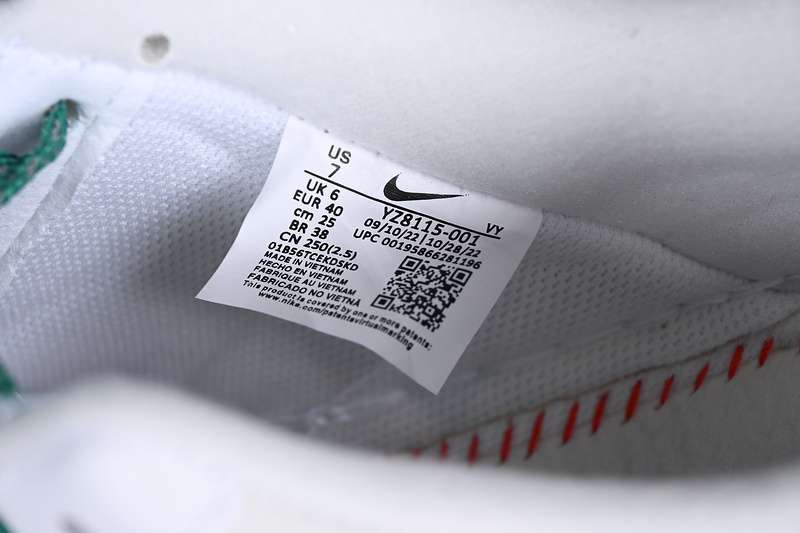 US
7
UK 6
EUR 40
cm 25
BR 38
CN 250(2.5)
01B56TCEKDSKD
MADE IN VIETNAM
HECHO EN VIETNAM
FABRIQUE AU VIETNAM
FABRICADO NO VIETNÃ
This product is covered by one or more patents:
www.nike.com/patentsvirtualmarking
VY
YZ8115-001
09/10/22 10/28/22
UPC 00195866281196